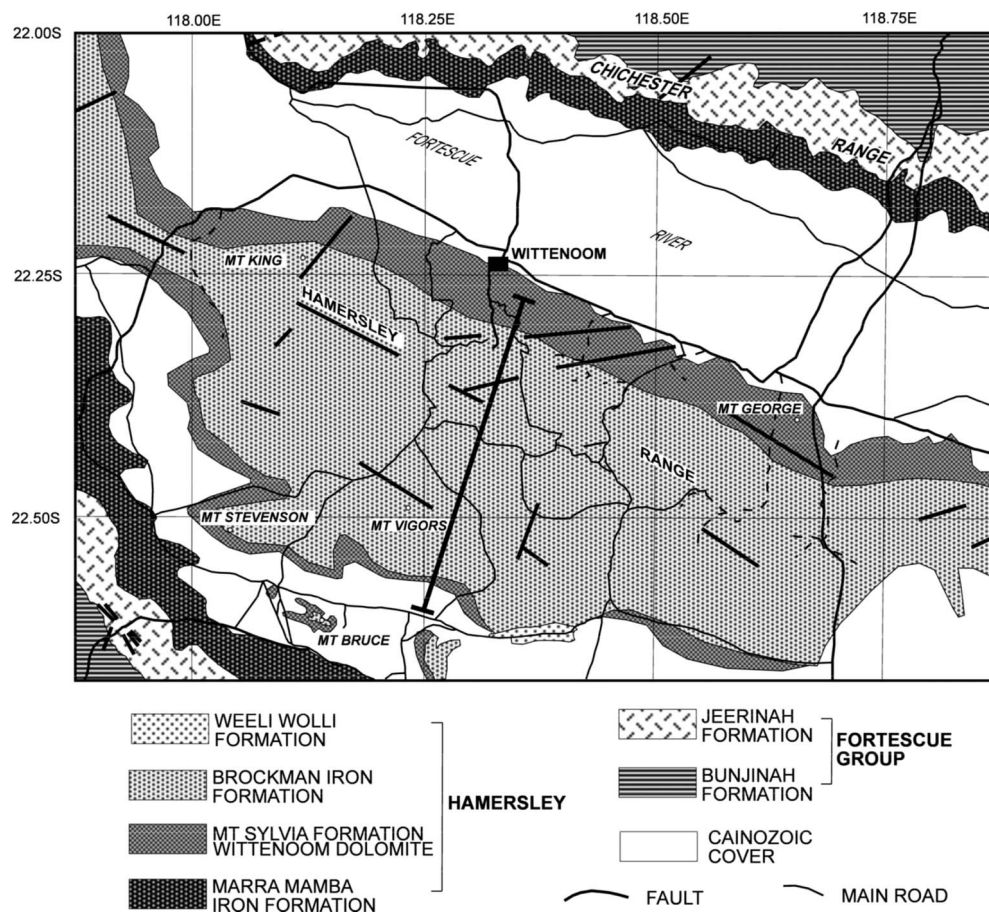 118.00E 118.25E 118.50E 118.75E
22.00S
CHICHESTER
RANGE
FORTESCUE
RIVER
WITTENOOM
MT KING
22.25S
HAMERSLEY
MT GEORGE
RANGE
MT STEVENSON
MT VIGORS
22.50S
MT BRUCE
WEELI WOLLI
FORMATION
BROCKMAN IRON
FORMATION
MT SYLVIA FORMATION
WITTENOOM DOLOMITE
MARRA MAMBA
IRON FORMATION
HAMERSLEY
JEERINAH
FORMATION
BUNJINAH
FORMATION
FORTESCUE
GROUP
CAINOZOIC
COVER
FAULT
MAIN ROAD